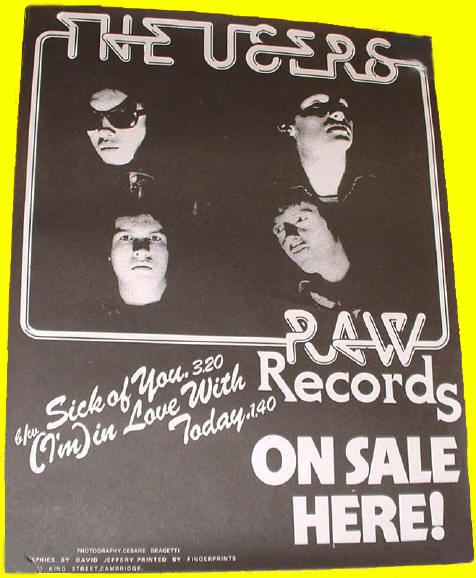 THE USERS
RAW
Records
Sick of You. 3.20
b/w (I'm) in Love With
Today. 1.40
ON SALE
HERE!
PHOTOGRAPHY.CESARE BRAGETTI
BY DAVID JEFFERY.PRINTED BY FINGERPRINTS
KING STREET,CAMBRIDGE.